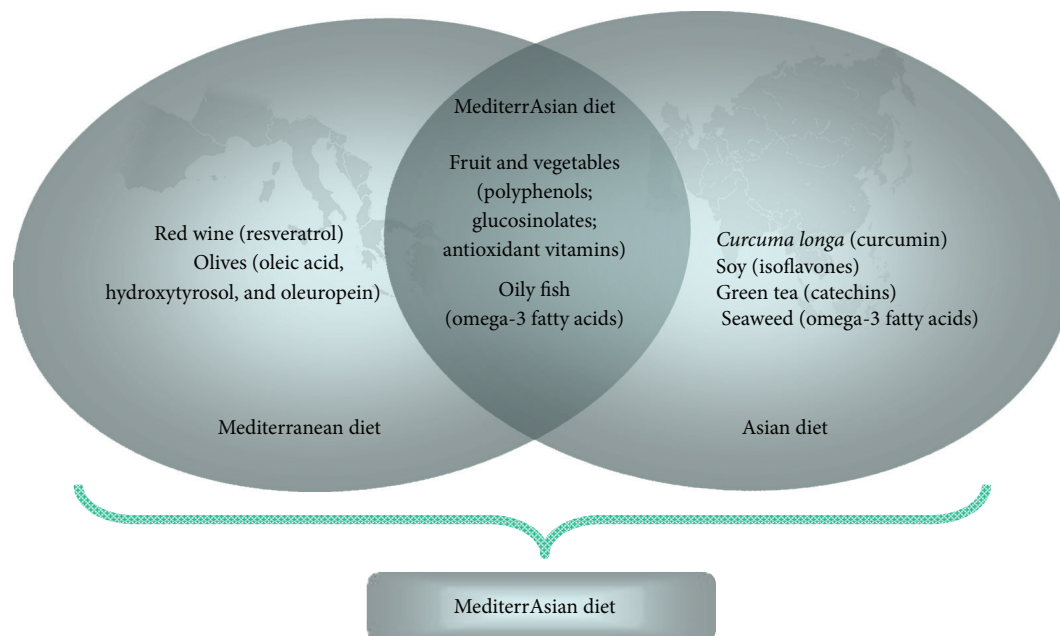 MediterrAsian diet
Fruit and vegetables
(polyphenols;
glucosinolates;
antioxidant vitamins)
Oily fish
(omega-3 fatty acids)
Red wine (resveratrol)
Olives (oleic acid,
hydroxytyrosol, and oleuropein)
Curcuma longa (curcumin)
Soy (isoflavones)
Green tea (catechins)
Seaweed (omega-3 fatty acids)
Mediterranean diet
Asian diet
MediterrAsian diet